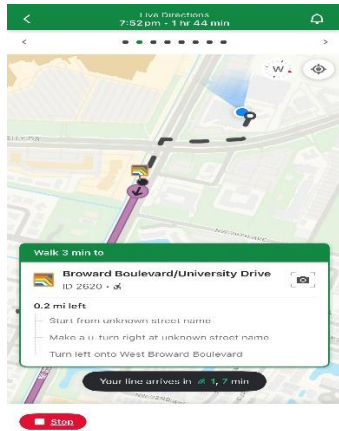 Live Directions
7:52 pm - 1 hr 44 min
W
Walk 3 min to
Broward Boulevard/University Drive
ID 2620 •
0.2 mi left
Start from unknown street name
Make a u-turn right at unknown street name
Turn left onto West Broward Boulevard
Your line arrives in 1, 7 min
Stop